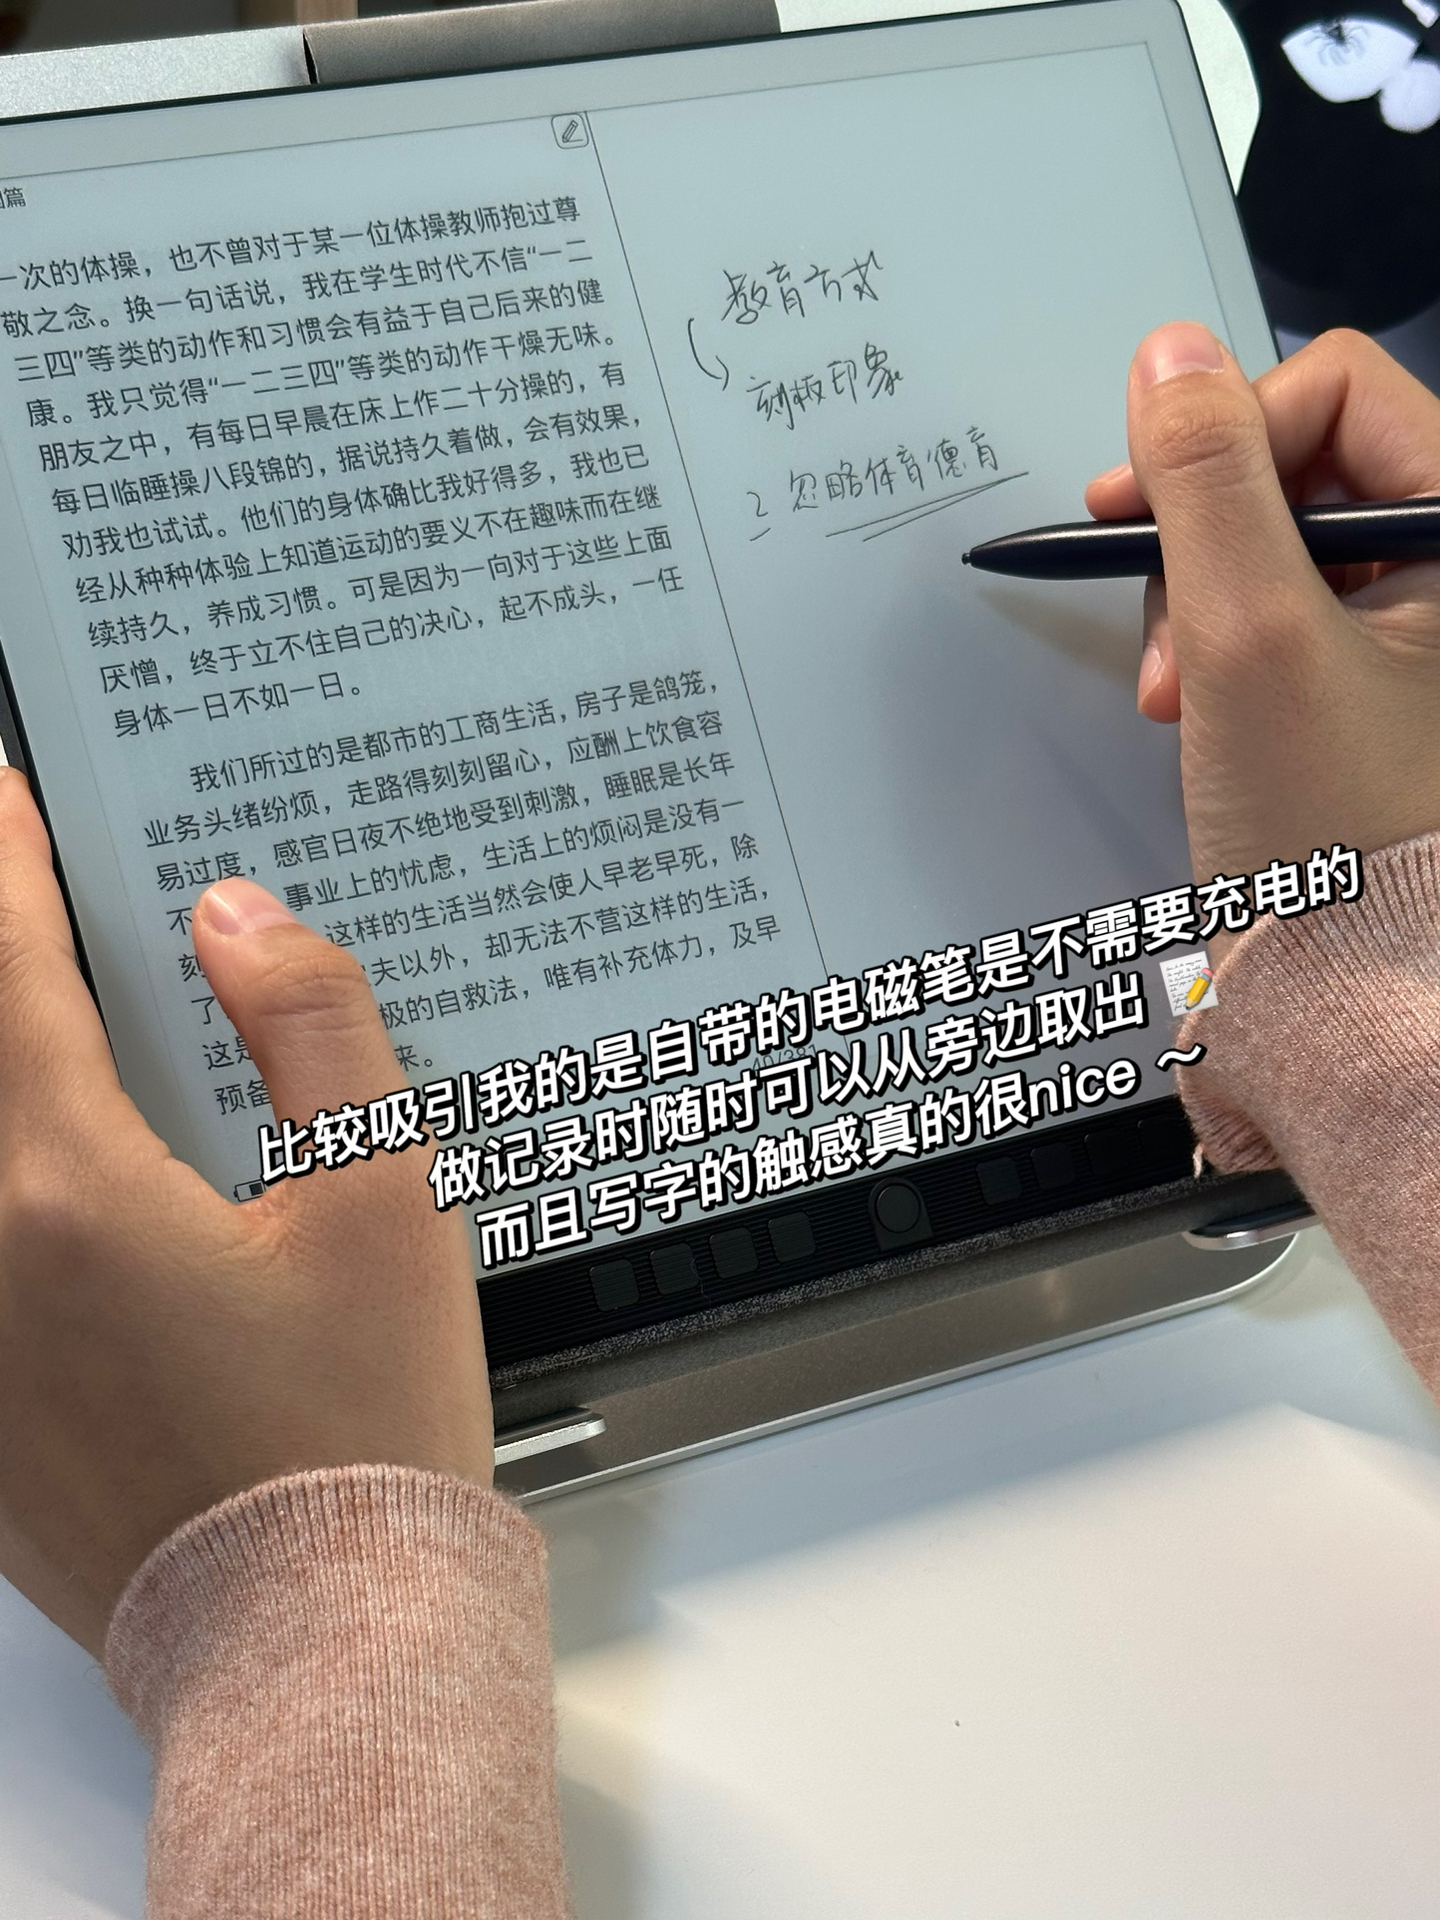 篇
一次的体操，也不曾对于某一位体操教师抱过尊
敬之念。换一句话说，我在学生时代不信“一二
三四”等类的动作和习惯会有益于自己后来的健
康。我只觉得“一二三四”等类的动作干燥无味。
朋友之中，有每日早晨在床上作二十分操的，有
每日临睡操八段锦的，据说持久着做，会有效果，
劝我也试试。他们的身体确比我好得多，我也已
经从种种体验上知道运动的要义不在趣味而在继
续持久，养成习惯。可是因为一向对于这些上面
厌憎，终于立不住自己的决心，起不成头，一任
身体一日不如一日。
我们所过的是都市的工商生活，房子是鸽笼，
业务头绪纷烦，走路得刻刻留心，应酬上饮食容
易过度，感官日夜不绝地受到刺激，睡眠是长年
不 事业上的忧虑，生活上的烦闷是没有一
刻 这样的生活当然会使人早老早死，除
了 夫以外，却无法不营这样的生活，
这是 极的自救法，唯有补充体力，及早
预备 来。
教育方式
刻板印象
2 忽略体育德育
40/381
比较吸引我的是自带的电磁笔是不需要充电的
做记录时随时可以从旁边取出📝
而且写字的触感真的很nice～